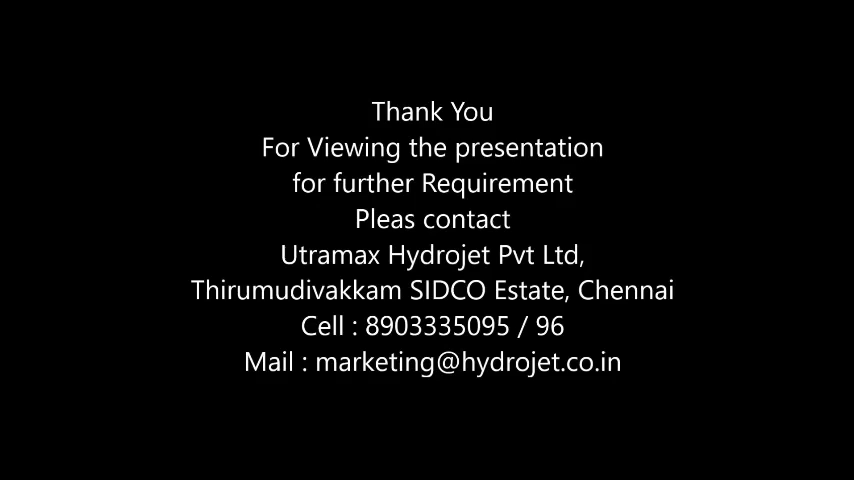 Thank You
For Viewing the presentation
for further Requirement
Pleas contact
Utramax Hydrojet Pvt Ltd,
Thirumudivakkam SIDCO Estate, Chennai
Cell : 8903335095 / 96
Mail : marketing@hydrojet.co.in